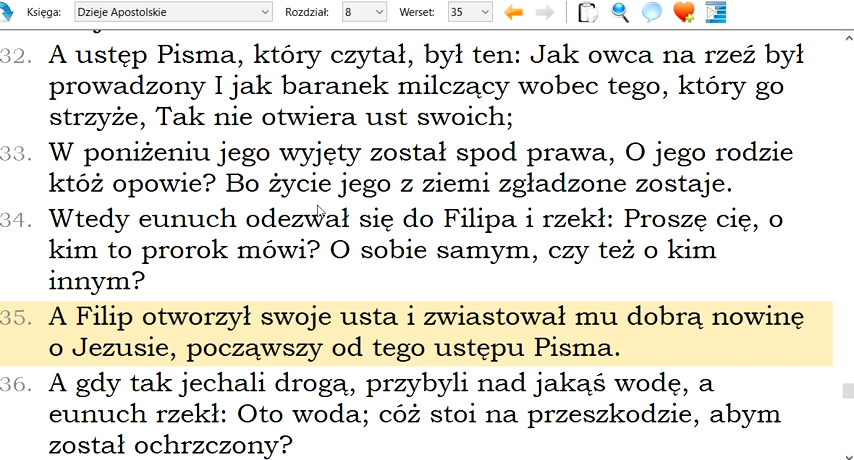 Księga: Dzieje Apostolskie Rozdział: 8 Werset: 35
32. A ustęp Pisma, który czytał, był ten: Jak owca na rzeź był
prowadzony I jak baranek milczący wobec tego, który go
strzyże, Tak nie otwiera ust swoich;
33. W poniżeniu jego wyjęty został spod prawa, O jego rodzie
któż opowie? Bo życie jego z ziemi zgładzone zostaje.
34. Wtedy eunuch odezwał się do Filipa i rzekł: Proszę cię, o
kim to prorok mówi? O sobie samym, czy też o kim
innym?
35. A Filip otworzył swoje usta i zwiastował mu dobrą nowinę
o Jezusie, począwszy od tego ustępu Pisma.
36. A gdy tak jechali drogą, przybyli nad jakąś wodę, a
eunuch rzekł: Oto woda; cóż stoi na przeszkodzie, abym
został ochrzczony?